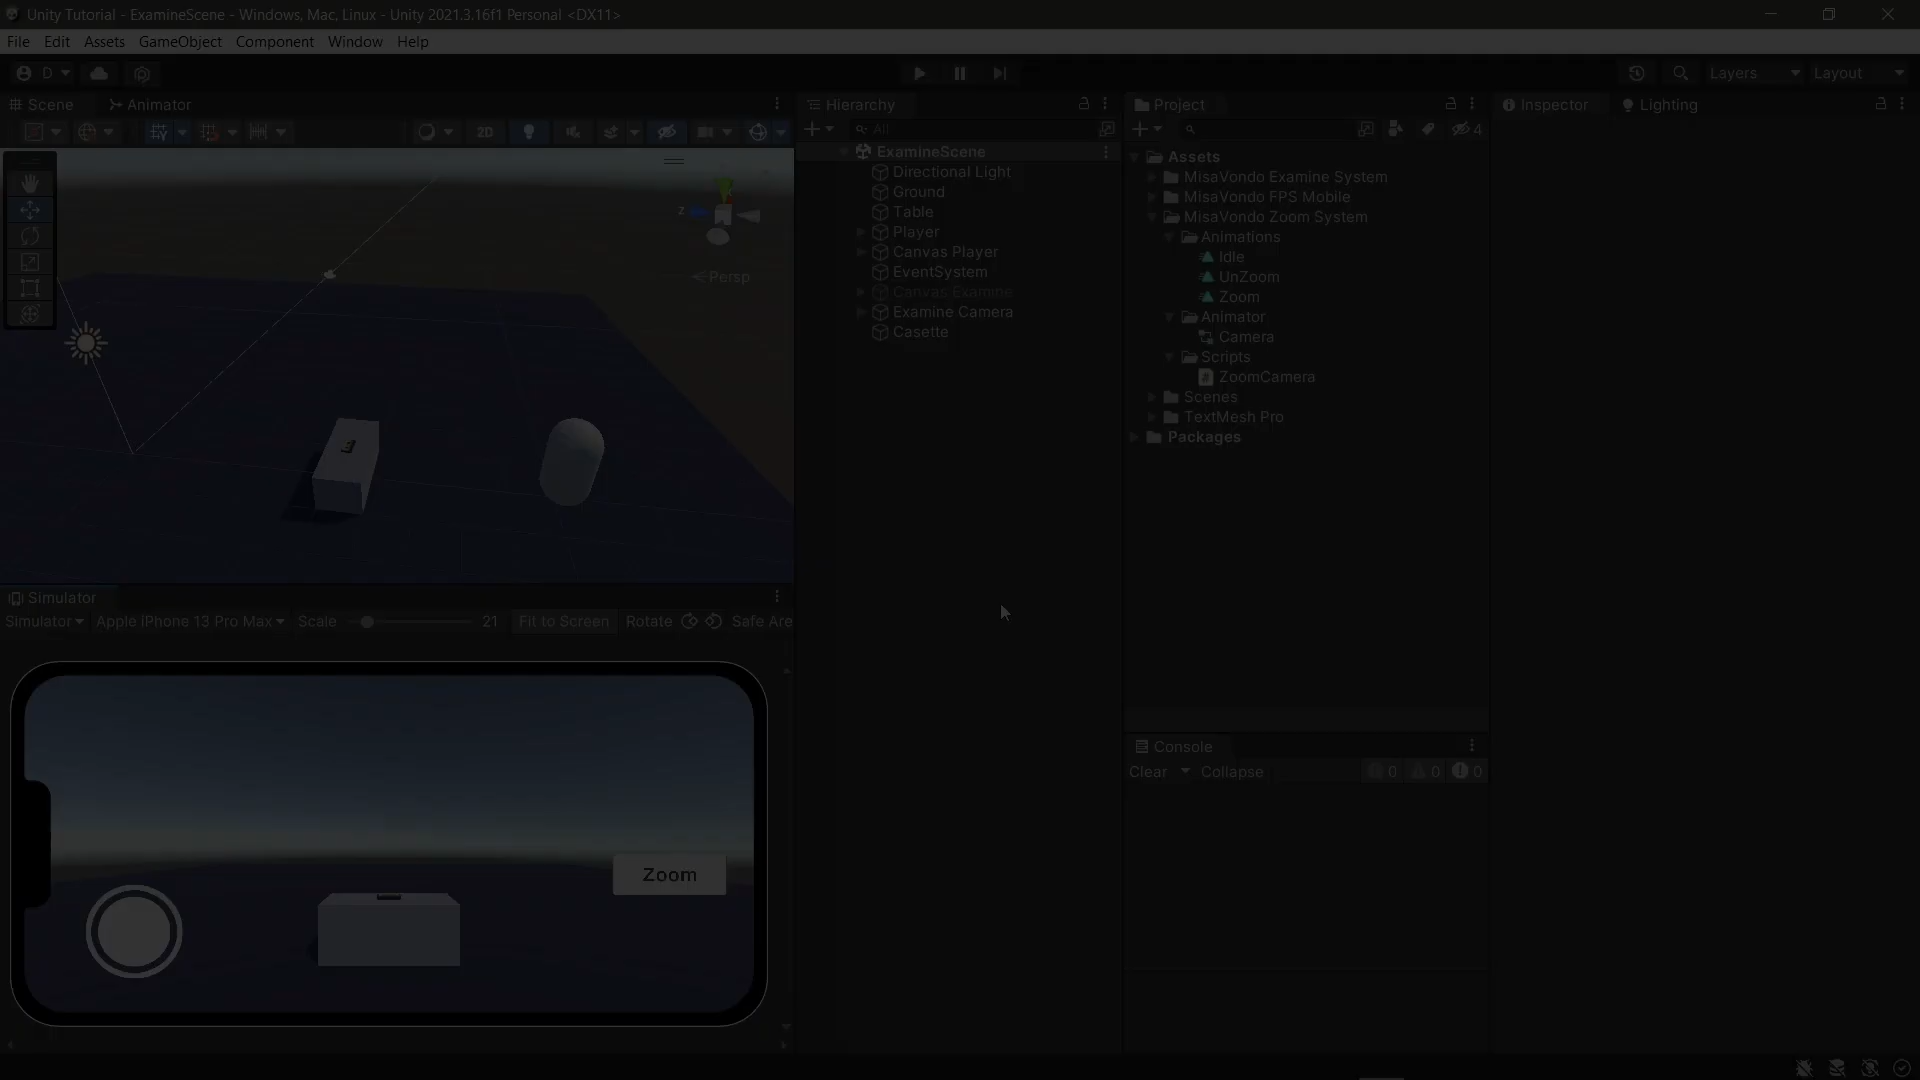 Unity Tutorial - ExamineScene - Windows, Mac, Linux - Unity 2021.3.16f1 Personal <DX11>
File Edit Assets GameObject Component Window Help
D Layers Layout
Scene Animator
2D
Z
Persp
Simulator
Simulator Apple iPhone 13 Pro Max Scale 21 Fit to Screen Rotate Safe Are
Zoom
Hierarchy
All
ExamineScene
Directional Light
Ground
Table
Player
Canvas Player
EventSystem
Canvas Examine
Examine Camera
Casette
Project
4
Assets
MisaVondo Examine System
MisaVondo FPS Mobile
MisaVondo Zoom System
Animations
Idle
UnZoom
Zoom
Animator
Camera
Scripts
ZoomCamera
Scenes
TextMesh Pro
Packages
Console
Clear Collapse 0 0 0
Inspector Lighting